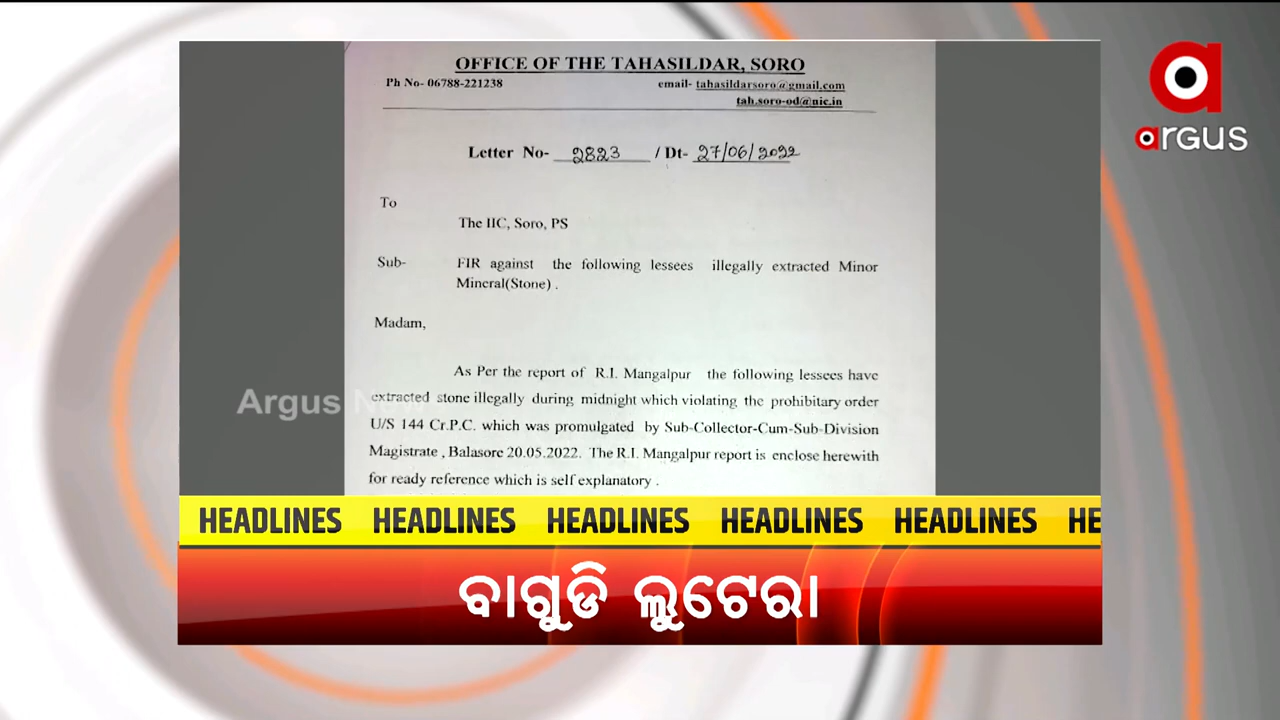 OFFICE OF THE TAHASILDAR, SORO
Ph No- 06788-221238 email- tahasildarsoro@gmail.com
tah.soro-od@nic.in
Letter No- 2823 / Dt- 27/06/2022
To
The IIC, Soro, PS
Sub- FIR against the following lessees illegally extracted Minor
Mineral(Stone) .
Madam,
As Per the report of R.I. Mangalpur the following lessees have
extracted stone illegally during midnight which violating the prohibitary order
U/S 144 Cr.P.C. which was promulgated by Sub-Collector-Cum-Sub-Division
Magistrate , Balasore 20.05.2022. The R.I. Mangalpur report is enclose herewith
for ready reference which is self explanatory .
Argus News
HEADLINES HEADLINES HEADLINES HEADLINES HEADLINES HE
ବାଗୁଡି ଲୁଟେରା
a
argus